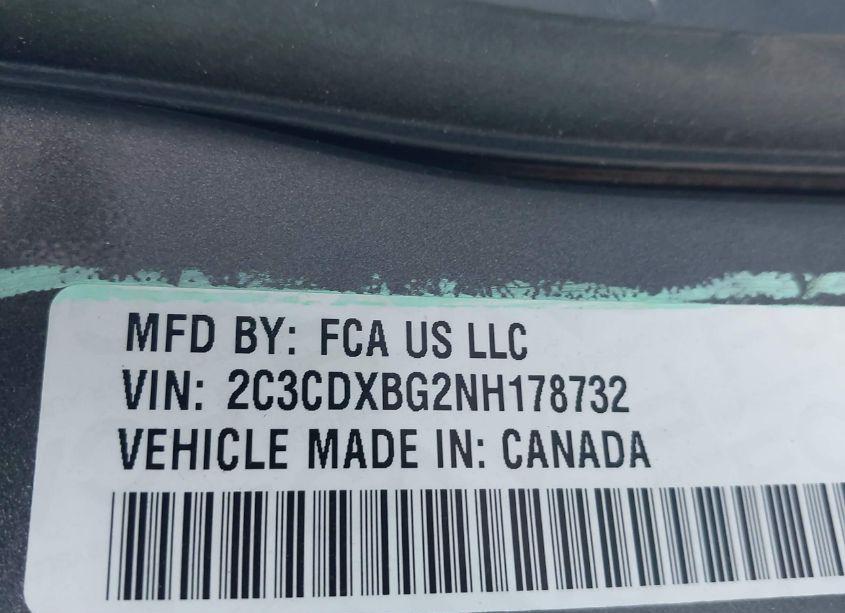 MFD BY: FCA US LLC
VIN: 2C3CDXBG2NH178732
VEHICLE MADE IN: CANADA